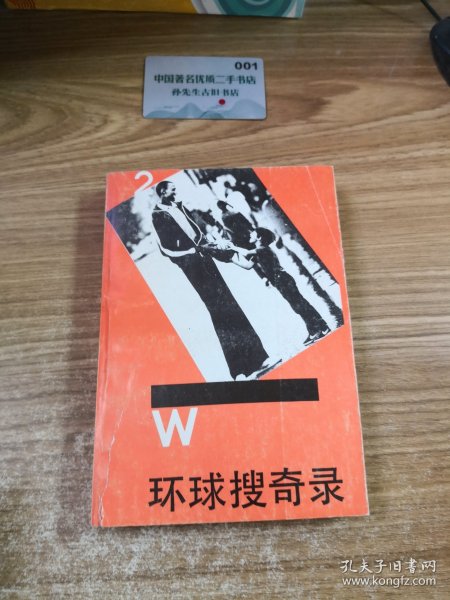 001
中国著名优质二手书店
孙先生古旧书店
2
W
环球搜奇录
孔夫子旧书网
www.kongfz.com